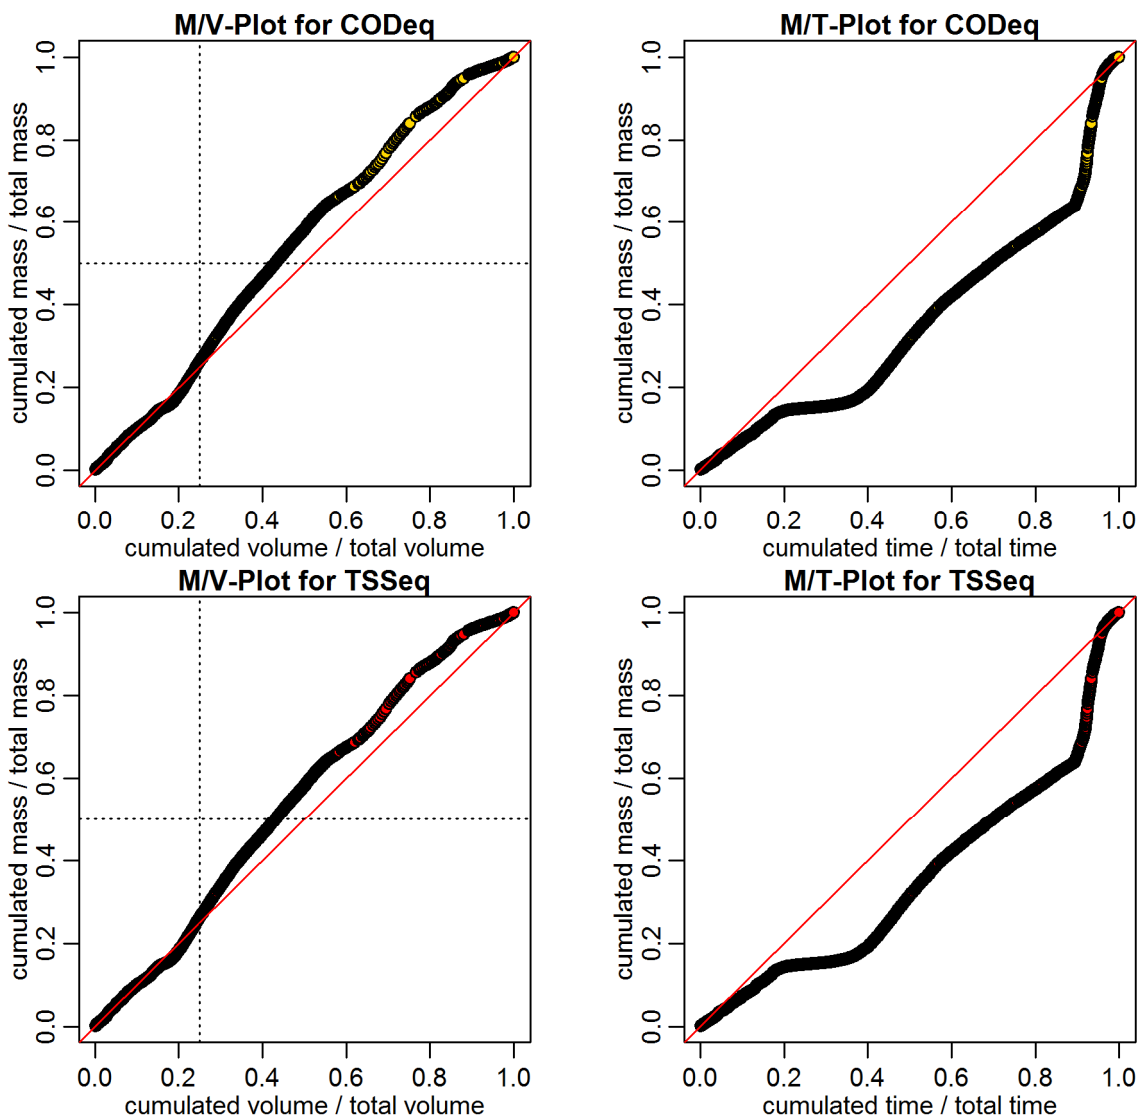 M/V-Plot for CODeq
cumulated mass / total mass
0.0 0.2 0.4 0.6 0.8 1.0
0.0 0.2 0.4 0.6 0.8 1.0
cumulated volume / total volume
M/T-Plot for CODeq
cumulated mass / total mass
0.0 0.2 0.4 0.6 0.8 1.0
0.0 0.2 0.4 0.6 0.8 1.0
cumulated time / total time
M/V-Plot for TSSeq
cumulated mass / total mass
0.0 0.2 0.4 0.6 0.8 1.0
0.0 0.2 0.4 0.6 0.8 1.0
cumulated volume / total volume
M/T-Plot for TSSeq
cumulated mass / total mass
0.0 0.2 0.4 0.6 0.8 1.0
0.0 0.2 0.4 0.6 0.8 1.0
cumulated time / total time